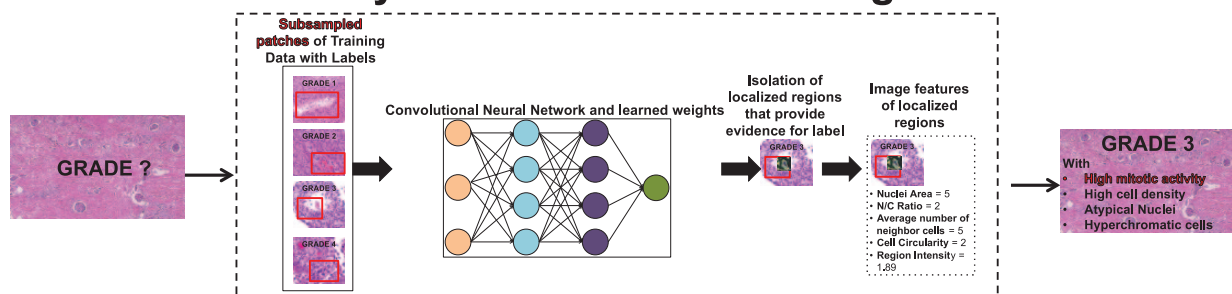 Subsampled
patches of Training
Data with Labels
GRADE 1
GRADE 2
GRADE 3
GRADE 4
GRADE ?
Convolutional Neural Network and learned weights
Isolation of
localized regions
that provide
evidence for label
GRADE 3
Image features
of localized
regions
GRADE 3
• Nuclei Area = 5
• N/C Ratio = 2
• Average number of
neighbor cells = 5
• Cell Circularity = 2
• Region Intensity =
1.89
GRADE 3
With
• High mitotic activity
• High cell density
• Atypical Nuclei
• Hyperchromatic cells